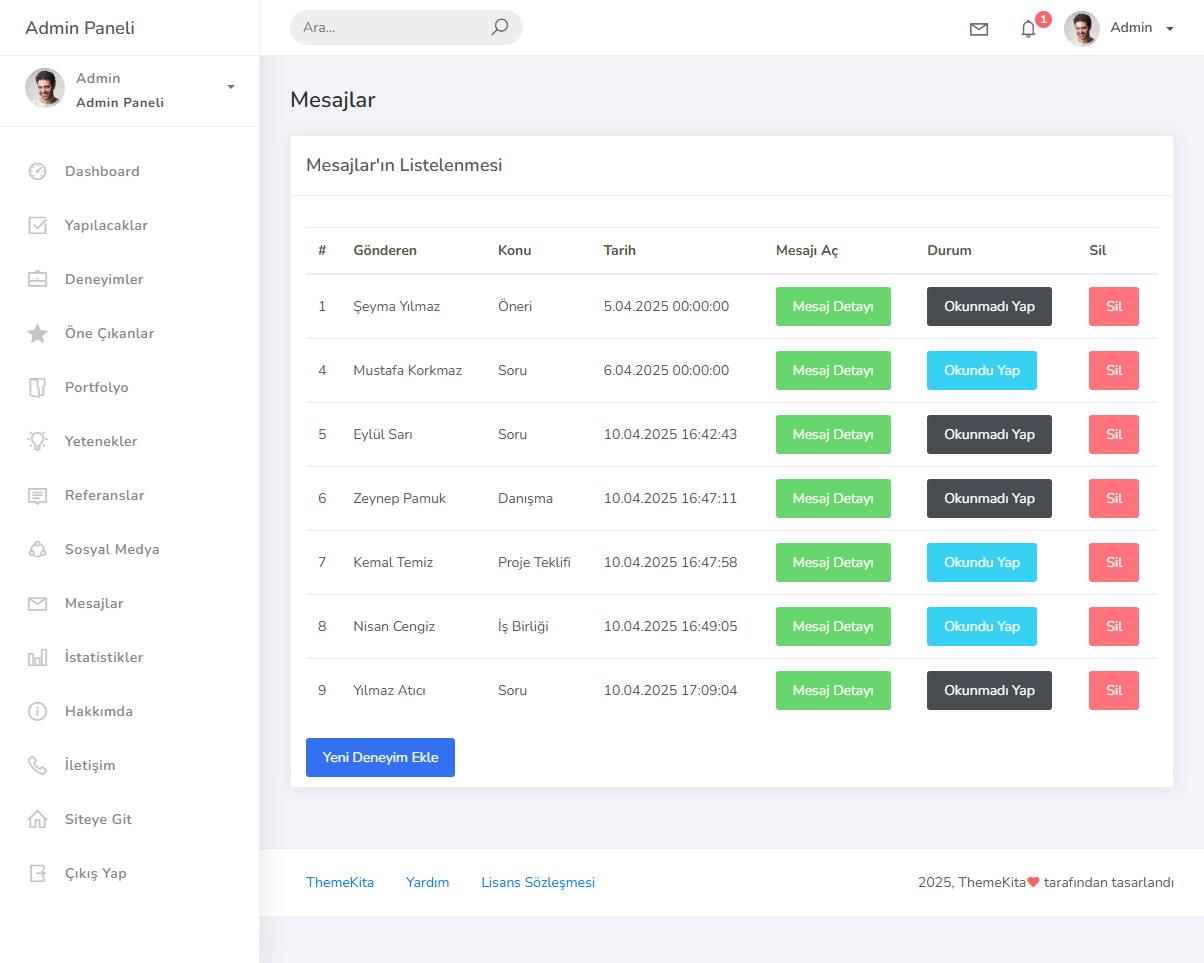 Admin Paneli
Ara...
1
Admin
Admin
Admin Paneli
Dashboard
Yapılacaklar
Deneyimler
Öne Çıkanlar
Portfolyo
Yetenekler
Referanslar
Sosyal Medya
Mesajlar
İstatistikler
Hakkımda
İletişim
Siteye Git
Çıkış Yap
Mesajlar
Mesajlar'ın Listelenmesi
# Gönderen Konu Tarih Mesajı Aç Durum Sil
1 Şeyma Yılmaz Öneri 5.04.2025 00:00:00 Mesaj Detayı Okunmadı Yap Sil
4 Mustafa Korkmaz Soru 6.04.2025 00:00:00 Mesaj Detayı Okundu Yap Sil
5 Eylül Sarı Soru 10.04.2025 16:42:43 Mesaj Detayı Okunmadı Yap Sil
6 Zeynep Pamuk Danışma 10.04.2025 16:47:11 Mesaj Detayı Okunmadı Yap Sil
7 Kemal Temiz Proje Teklifi 10.04.2025 16:47:58 Mesaj Detayı Okundu Yap Sil
8 Nisan Cengiz İş Birliği 10.04.2025 16:49:05 Mesaj Detayı Okundu Yap Sil
9 Yılmaz Atıcı Soru 10.04.2025 17:09:04 Mesaj Detayı Okunmadı Yap Sil
Yeni Deneyim Ekle
ThemeKita Yardım Lisans Sözleşmesi
2025, ThemeKita tarafından tasarlandı